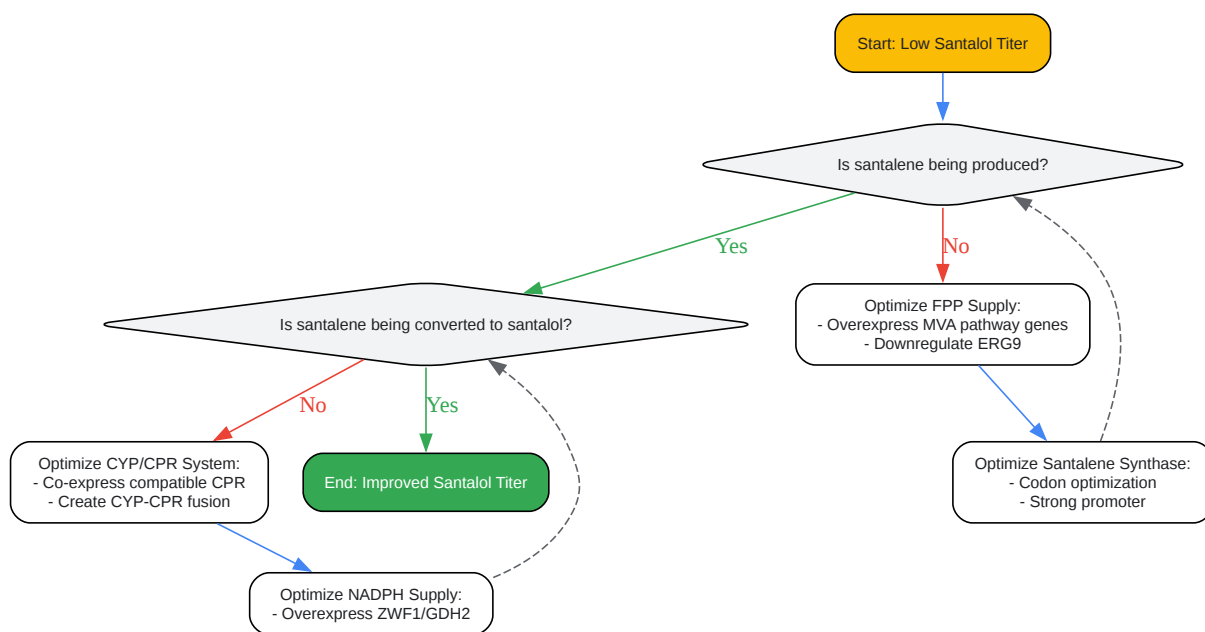 Start: Low Santalol Titer
Is santalene being produced?
Yes
No
Optimize FPP Supply:
- Overexpress MVA pathway genes
- Downregulate ERG9
Is santalene being converted to santalol?
No
Yes
Optimize CYP/CPR System:
- Co-express compatible CPR
- Create CYP-CPR fusion
End: Improved Santalol Titer
Optimize Santalene Synthase:
- Codon optimization
- Strong promoter
Optimize NADPH Supply:
- Overexpress ZWF1/GDH2